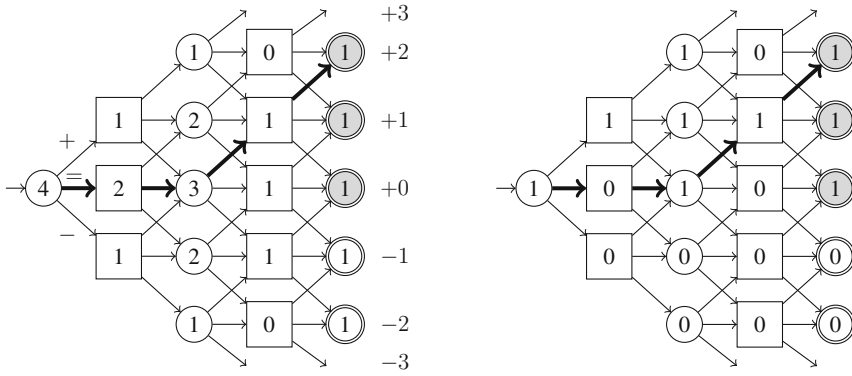 +3
1 0 1 +2 1 0 1
+ 1 2 1 1 +1 1 1 1 1
4 = 2 3 1 1 +0 1 0 1 0 1
− 1 2 1 1 −1 0 0 0 0
1 0 1 −2 0 0 0
−3